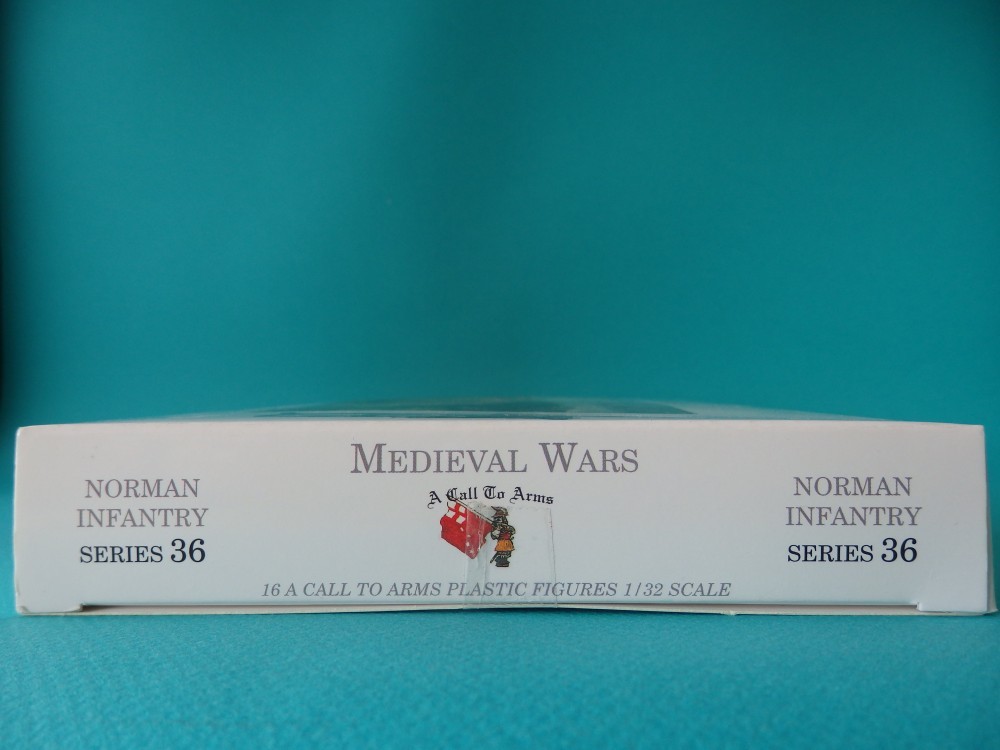 MEDIEVAL WARS
A Call To Arms
NORMAN
INFANTRY
SERIES 36
NORMAN
INFANTRY
SERIES 36
16 A CALL TO ARMS PLASTIC FIGURES 1/32 SCALE